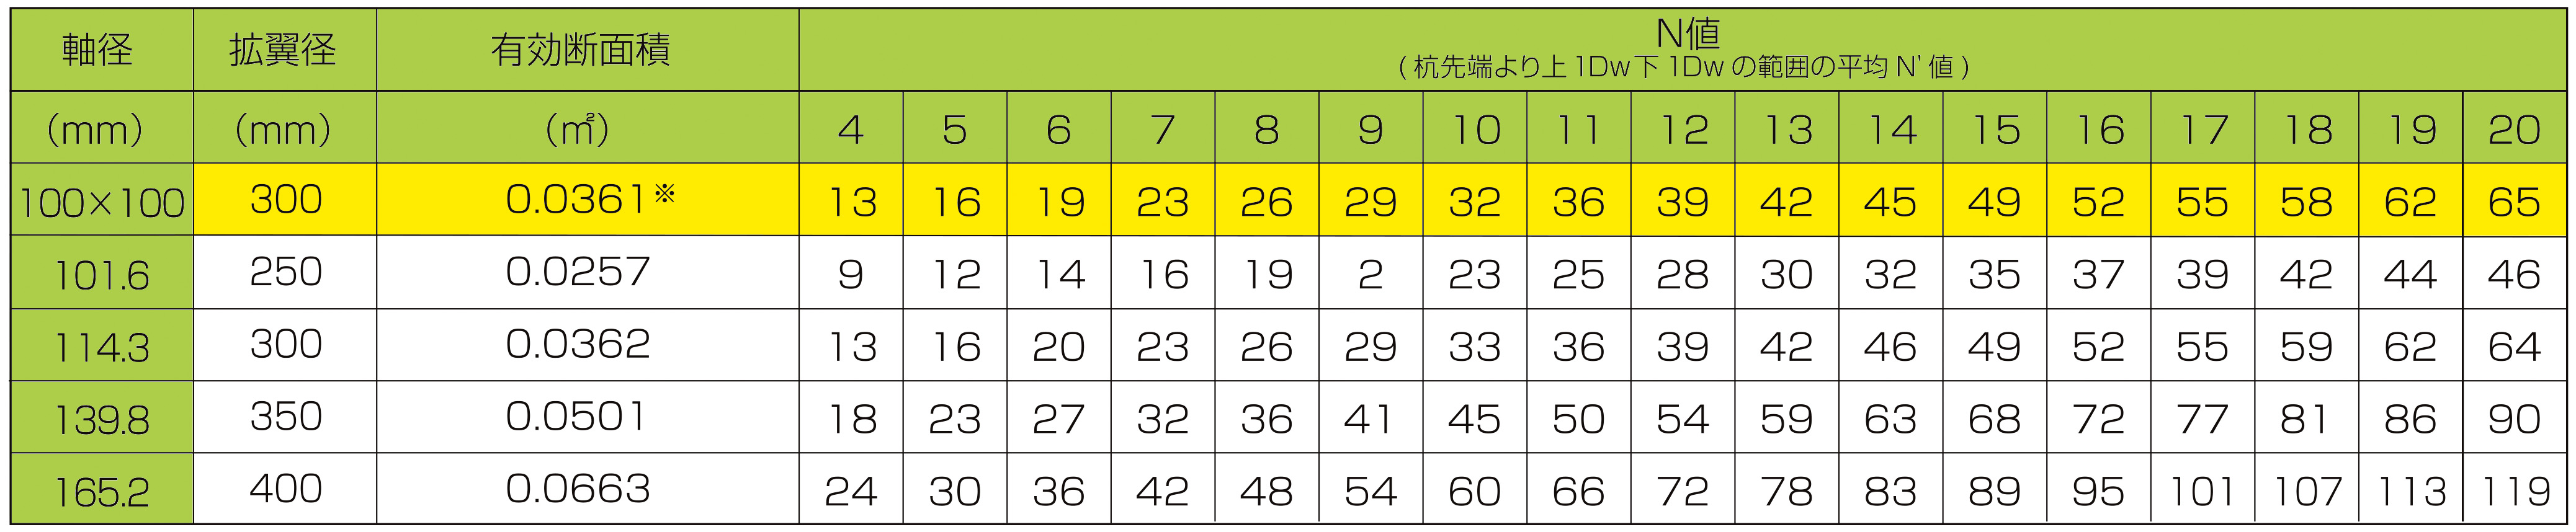 軸径 拡翼径 有効断面積 N値
(杭先端より上1Dw下1Dwの範囲の平均N'値)
(mm) (mm) (㎡) 4 5 6 7 8 9 10 11 12 13 14 15 16 17 18 19 20
100×100 300 0.0361※ 13 16 19 23 26 29 32 36 39 42 45 49 52 55 58 62 65
101.6 250 0.0257 9 12 14 16 19 2 23 25 28 30 32 35 37 39 42 44 46
114.3 300 0.0362 13 16 20 23 26 29 33 36 39 42 46 49 52 55 59 62 64
139.8 350 0.0501 18 23 27 32 36 41 45 50 54 59 63 68 72 77 81 86 90
165.2 400 0.0663 24 30 36 42 48 54 60 66 72 78 83 89 95 101 107 113 119